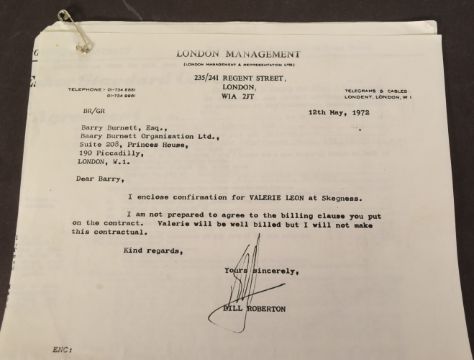 LONDON MANAGEMENT
(LONDON MANAGEMENT & REPRESENTATION LTD.)
235/241 REGENT STREET,
LONDON,
W1A 2JT
TELEPHONE - 01-734 8881
01-734 9981
TELEGRAMS & CABLES
LONDENT, LONDON, W 1
BR/GR
12th May, 1972
Barry Burnett, Esq.,
Baary Burnett Organisation Ltd.,
Suite 208, Princes House,
190 Piccadilly,
LONDON, W.1.
Dear Barry,
I enclose confirmation for VALERIE LEON at Skegness.
I am not prepared to agree to the billing clause you put
on the contract. Valerie will be well billed but I will not make
this contractual.
Kind regards,
Yours sincerely,
BILL ROBERTON
ENC: